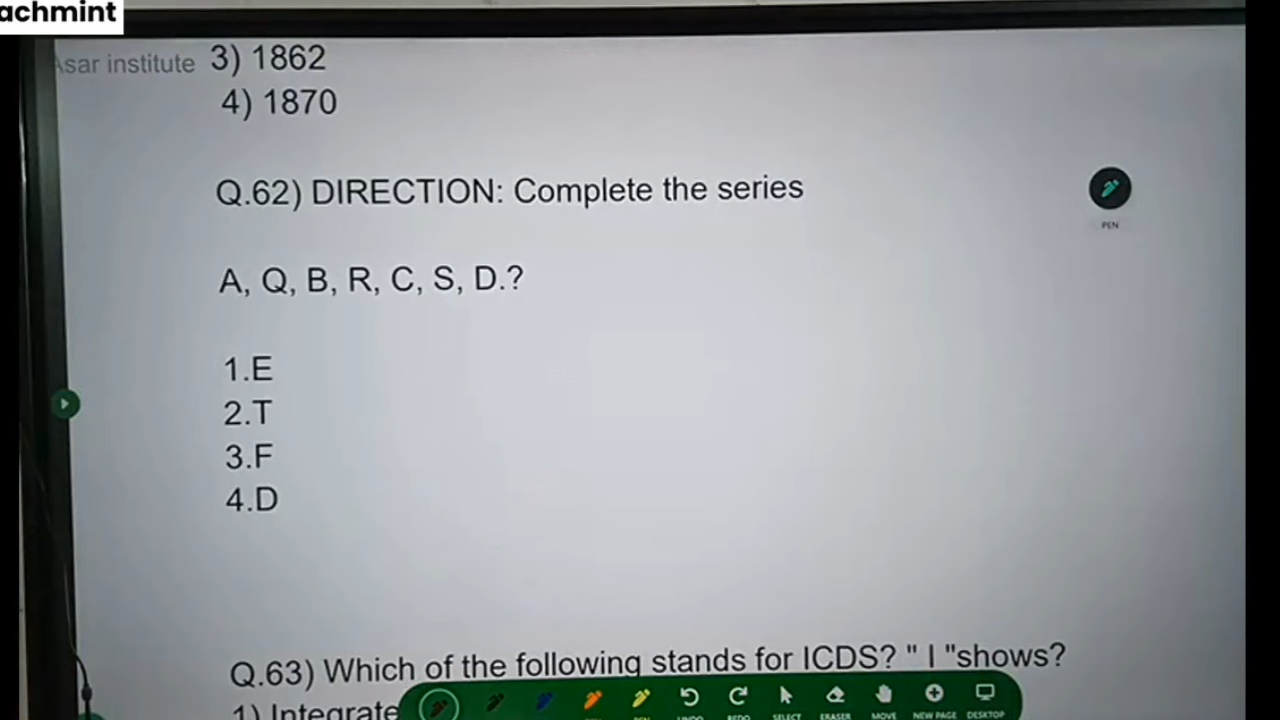 achmint
Asar institute 3) 1862
4) 1870
Q.62) DIRECTION: Complete the series
PEN
A, Q, B, R, C, S, D.?
1.E
2.T
3.F
4.D
Q.63) Which of the following stands for ICDS? " I "shows?
1) Integrate
UNDO REDO SELECT ERASER MOVE NEW PAGE DESKTOP